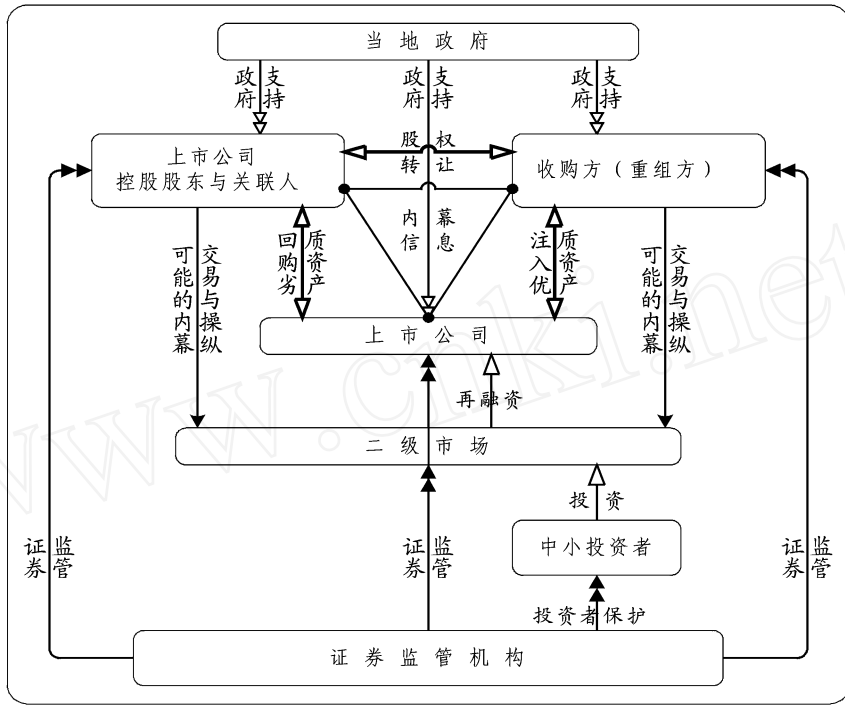 当地政府
政府支持
政府支持
政府支持
上市公司
控股股东与关联人
股权
转让
收购方(重组方)
内幕
信息
回购劣质资产
注入优质资产
可能的内幕交易与操纵
可能的内幕交易与操纵
上市公司
再融资
二级市场
投资
中小投资者
证券监管
证券监管
证券监管
投资者保护
证券监管机构
www.cnki.net